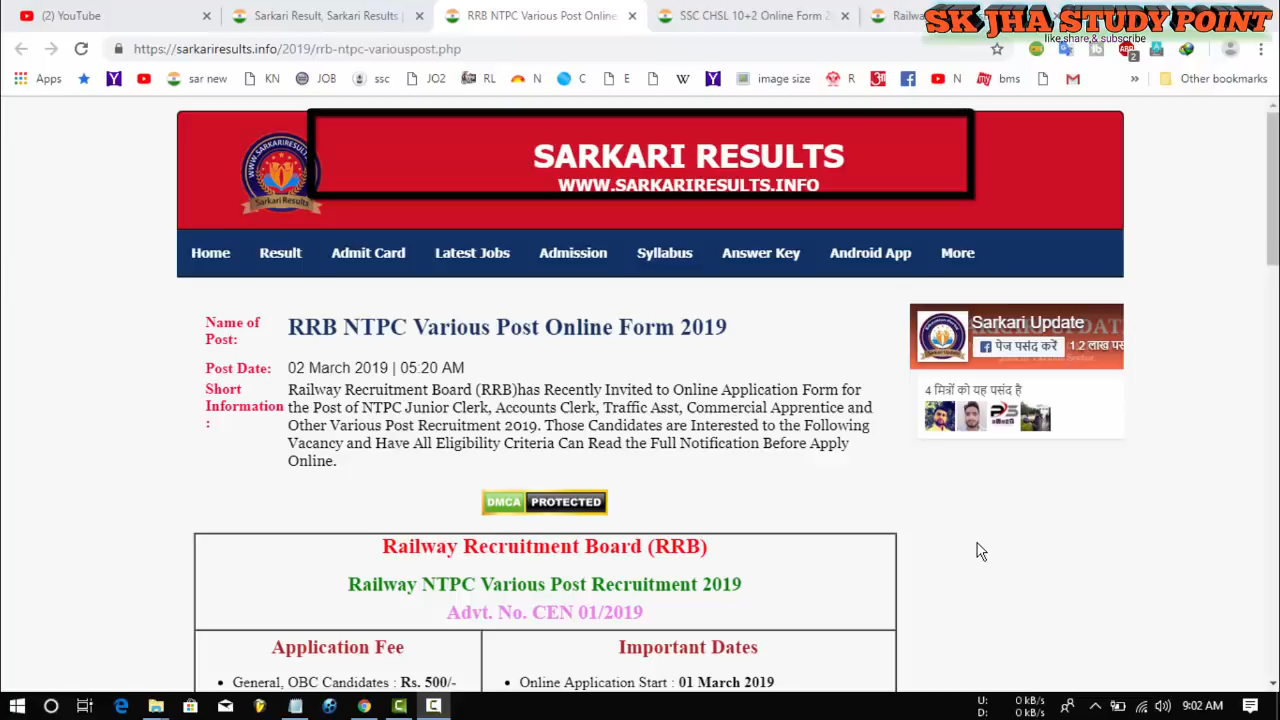 (2) YouTube
Sarkari Result, Sarkari Results |
RRB NTPC Various Post Online
SSC CHSL 10+2 Online Form 2
Railw
SK JHA STUDY POINT
like,share & subscribe
https://sarkariresults.info/2019/rrb-ntpc-variouspost.php
ABP
2
Apps
sar new
KN
JOB
ssc
JO2
RL
N
C
E
W
image size
R
N
my
bms
»
Other bookmarks
SARKARI RESULTS
WWW.SARKARIRESULTS.INFO
Sarkari Results
Home
Result
Admit Card
Latest Jobs
Admission
Syllabus
Answer Key
Android App
More
Name of
Post:
RRB NTPC Various Post Online Form 2019
Post Date:
02 March 2019 | 05:20 AM
Short
Information
:
Railway Recruitment Board (RRB)has Recently Invited to Online Application Form for
the Post of NTPC Junior Clerk, Accounts Clerk, Traffic Asst, Commercial Apprentice and
Other Various Post Recruitment 2019. Those Candidates are Interested to the Following
Vacancy and Have All Eligibility Criteria Can Read the Full Notification Before Apply
Online.
Sarkari Update
पेज पसंद करें
1.2 लाख पस
4 मित्रों को यह पसंद है
DMCA PROTECTED
Railway Recruitment Board (RRB)
Railway NTPC Various Post Recruitment 2019
Advt. No. CEN 01/2019
Application Fee
Important Dates
General, OBC Candidates : Rs. 500/-
Online Application Start : 01 March 2019
U:
0 kB/s
D:
0 kB/s
9:02 AM